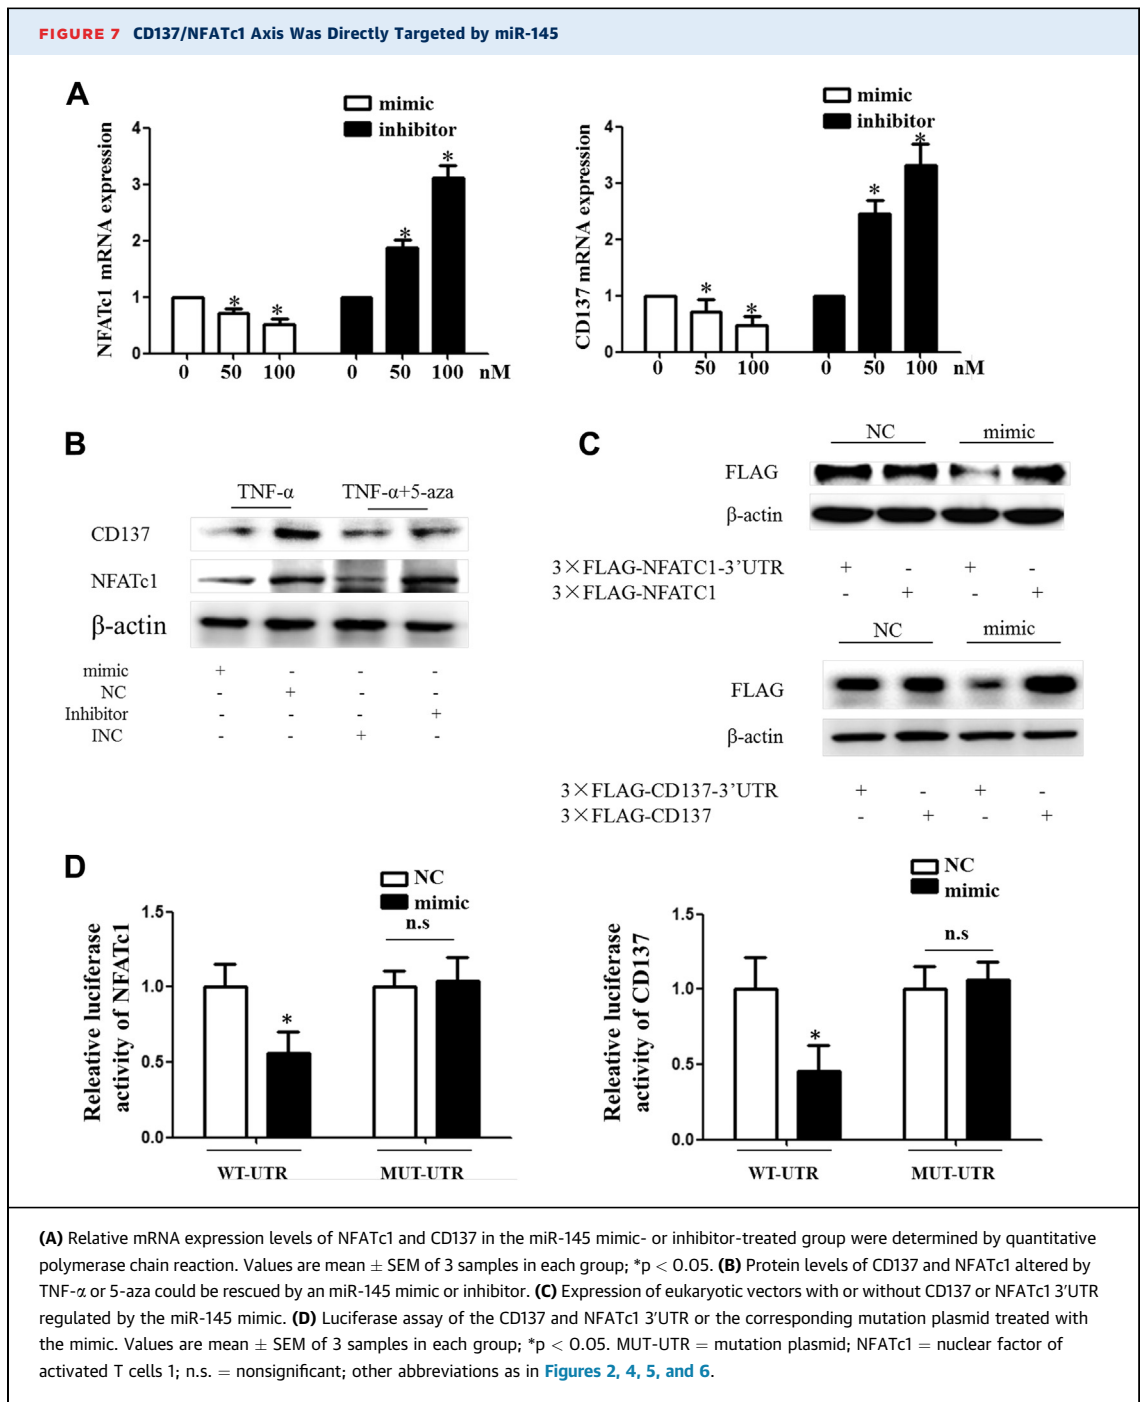 FIGURE 7 CD137/NFATc1 Axis Was Directly Targeted by miR-145
A
mimic
inhibitor
NFATc1 mRNA expression
4
3
2
1
0
* * * *
0 50 100 0 50 100 nM
mimic
inhibitor
CD137 mRNA expression
4
3
2
1
0
* * * *
0 50 100 0 50 100 nM
B
TNF-α TNF-α+5-aza
CD137
NFATc1
β-actin
mimic + - - -
NC - + - -
Inhibitor - - - +
INC - - + -
C
NC mimic
FLAG
β-actin
3×FLAG-NFATC1-3’UTR + - + -
3×FLAG-NFATC1 - + - +
NC mimic
FLAG
β-actin
3×FLAG-CD137-3’UTR + - + -
3×FLAG-CD137 - + - +
D
NC
mimic
Releative luciferase
activity of NFATc1
1.5
1.0
0.5
0.0
*
n.s
WT-UTR MUT-UTR
NC
mimic
Releative luciferase
activity of CD137
1.5
1.0
0.5
0.0
*
n.s
WT-UTR MUT-UTR
(A) Relative mRNA expression levels of NFATc1 and CD137 in the miR-145 mimic- or inhibitor-treated group were determined by quantitative
polymerase chain reaction. Values are mean ± SEM of 3 samples in each group; *p < 0.05. (B) Protein levels of CD137 and NFATc1 altered by
TNF-α or 5-aza could be rescued by an miR-145 mimic or inhibitor. (C) Expression of eukaryotic vectors with or without CD137 or NFATc1 3′UTR
regulated by the miR-145 mimic. (D) Luciferase assay of the CD137 and NFATc1 3′UTR or the corresponding mutation plasmid treated with
the mimic. Values are mean ± SEM of 3 samples in each group; *p < 0.05. MUT-UTR = mutation plasmid; NFATc1 = nuclear factor of
activated T cells 1; n.s. = nonsignificant; other abbreviations as in Figures 2, 4, 5, and 6.